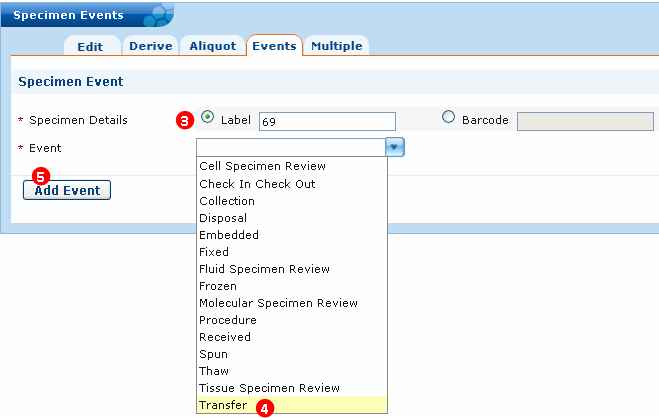 Specimen Events
Edit Derive Aliquot Events Multiple
Specimen Event
* Specimen Details 3 Label 69 Barcode
* Event
5
Add Event
Cell Specimen Review
Check In Check Out
Collection
Disposal
Embedded
Fixed
Fluid Specimen Review
Frozen
Molecular Specimen Review
Procedure
Received
Spun
Thaw
Tissue Specimen Review
Transfer 4